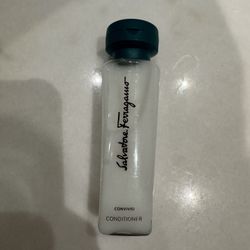 Salvatore Ferragamo
CONVIVIO
CONDITIONER